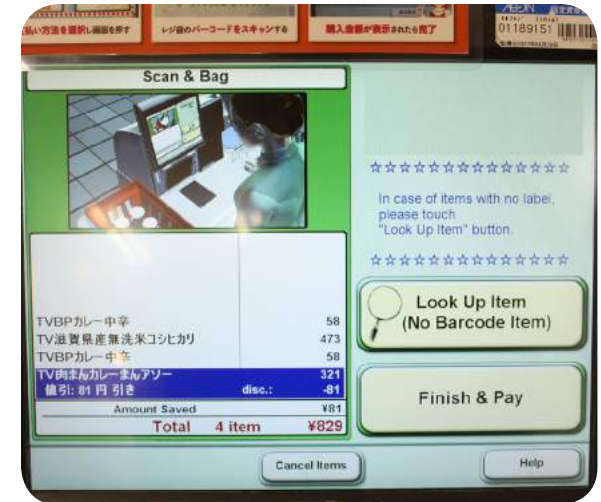 払い方法を選択し画面を押す
レジ袋のバーコードをスキャンする
購入金額が表示されたら完了
AEON
01189151
Scan & Bag
TVBPカレー中辛 58
TV滋賀県産無洗米コシヒカリ 473
TVBPカレー中辛 58
TV肉まんカレーまんアソー 321
値引: 81 円 引き disc.: -81
Amount Saved ¥81
Total 4 item ¥829
☆☆☆☆☆☆☆☆☆☆☆☆☆☆
In case of items with no label,
please touch
"Look Up Item" button.
☆☆☆☆☆☆☆☆☆☆☆☆☆☆
Look Up Item
(No Barcode Item)
Finish & Pay
Cancel Items
Help